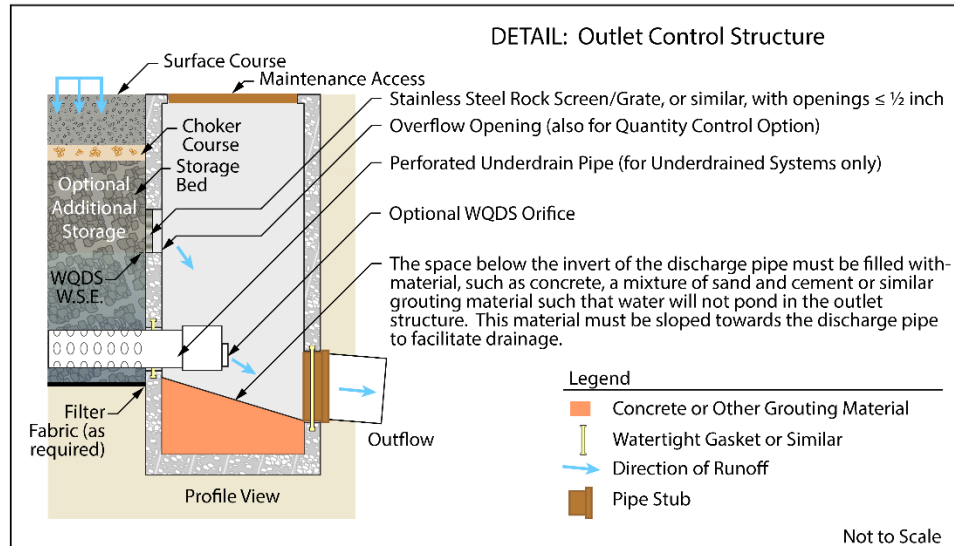 DETAIL: Outlet Control Structure
Surface Course
Maintenance Access
Stainless Steel Rock Screen/Grate, or similar, with openings ≤ ½ inch
Overflow Opening (also for Quantity Control Option)
Choker
Course
Perforated Underdrain Pipe (for Underdrained Systems only)
Storage
Bed
Optional
Additional
Storage
Optional WQDS Orifice
WQDS
W.S.E.
The space below the invert of the discharge pipe must be filled with-
material, such as concrete, a mixture of sand and cement or similar
grouting material such that water will not pond in the outlet
structure. This material must be sloped towards the discharge pipe
to facilitate drainage.
Filter
Fabric (as
required)
Outflow
Profile View
Legend
Concrete or Other Grouting Material
Watertight Gasket or Similar
Direction of Runoff
Pipe Stub
Not to Scale